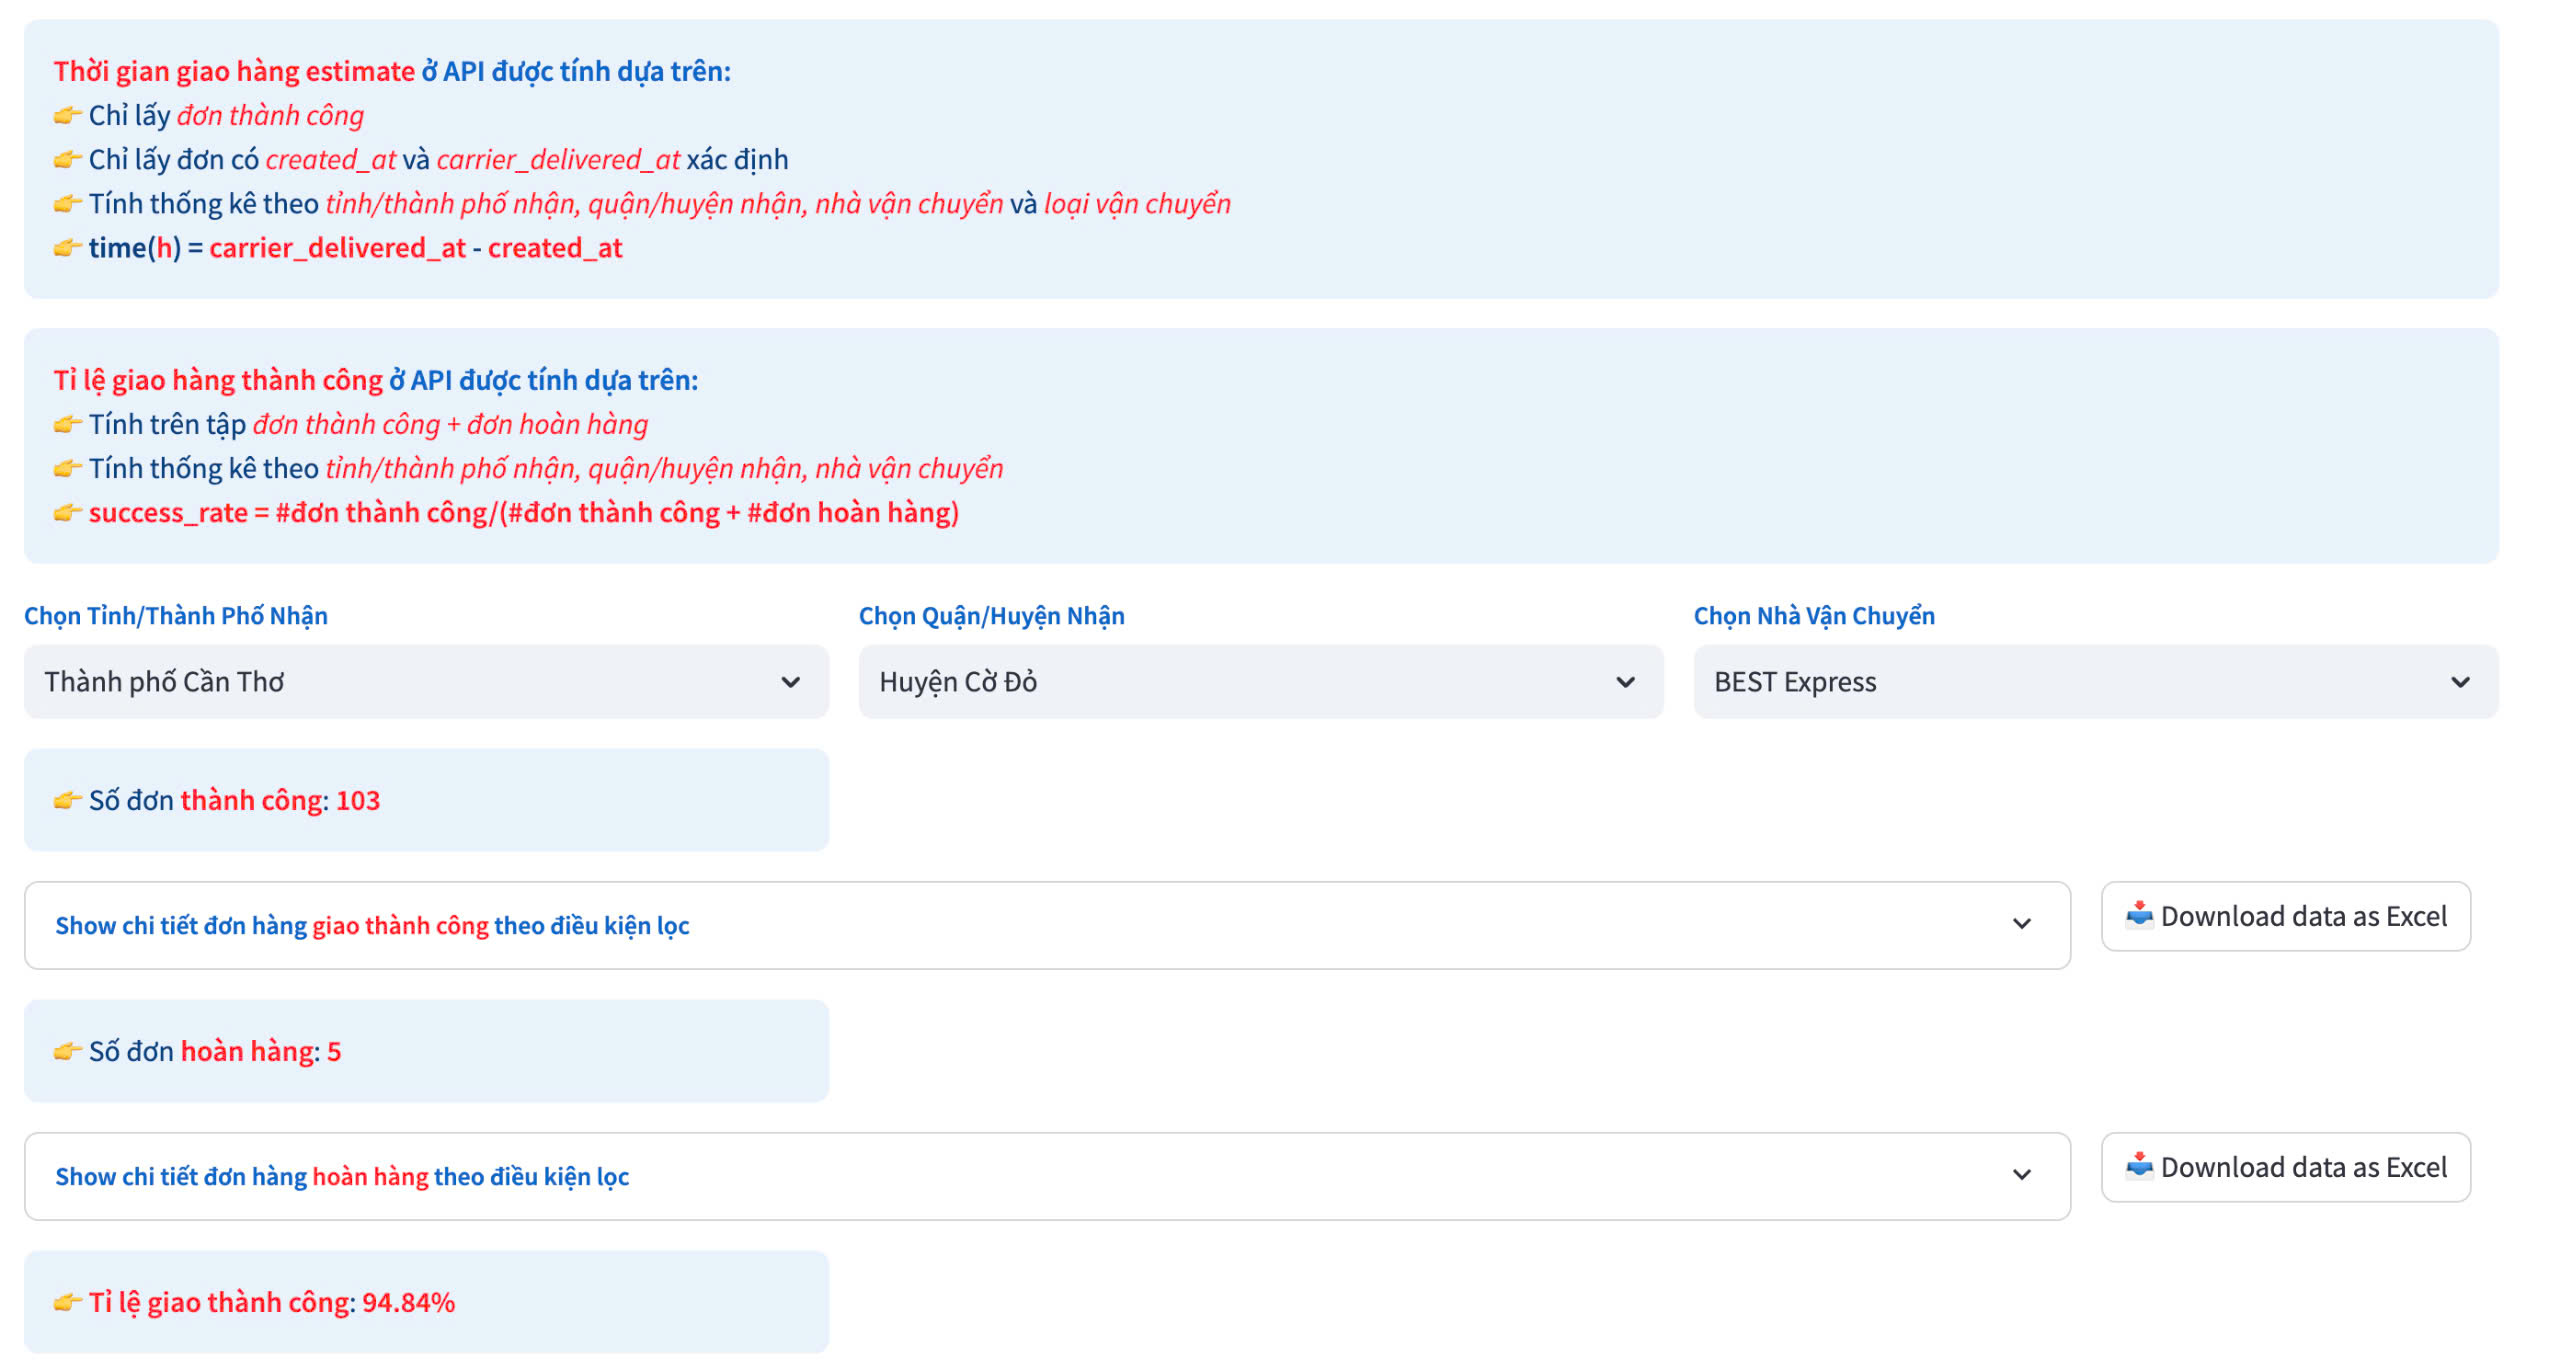 Thời gian giao hàng estimate ở API được tính dựa trên:
👉 Chỉ lấy đơn thành công
👉 Chỉ lấy đơn có created_at và carrier_delivered_at xác định
👉 Tính thống kê theo tỉnh/thành phố nhận, quận/huyện nhận, nhà vận chuyển và loại vận chuyển
👉 time(h) = carrier_delivered_at - created_at
Tỉ lệ giao hàng thành công ở API được tính dựa trên:
👉 Tính trên tập đơn thành công + đơn hoàn hàng
👉 Tính thống kê theo tỉnh/thành phố nhận, quận/huyện nhận, nhà vận chuyển
👉 success_rate = #đơn thành công/(#đơn thành công + #đơn hoàn hàng)
Chọn Tỉnh/Thành Phố Nhận
Thành phố Cần Thơ
Chọn Quận/Huyện Nhận
Huyện Cờ Đỏ
Chọn Nhà Vận Chuyển
BEST Express
👉 Số đơn thành công: 103
Show chi tiết đơn hàng giao thành công theo điều kiện lọc
📥 Download data as Excel
👉 Số đơn hoàn hàng: 5
Show chi tiết đơn hàng hoàn hàng theo điều kiện lọc
📥 Download data as Excel
👉 Tỉ lệ giao thành công: 94.84%